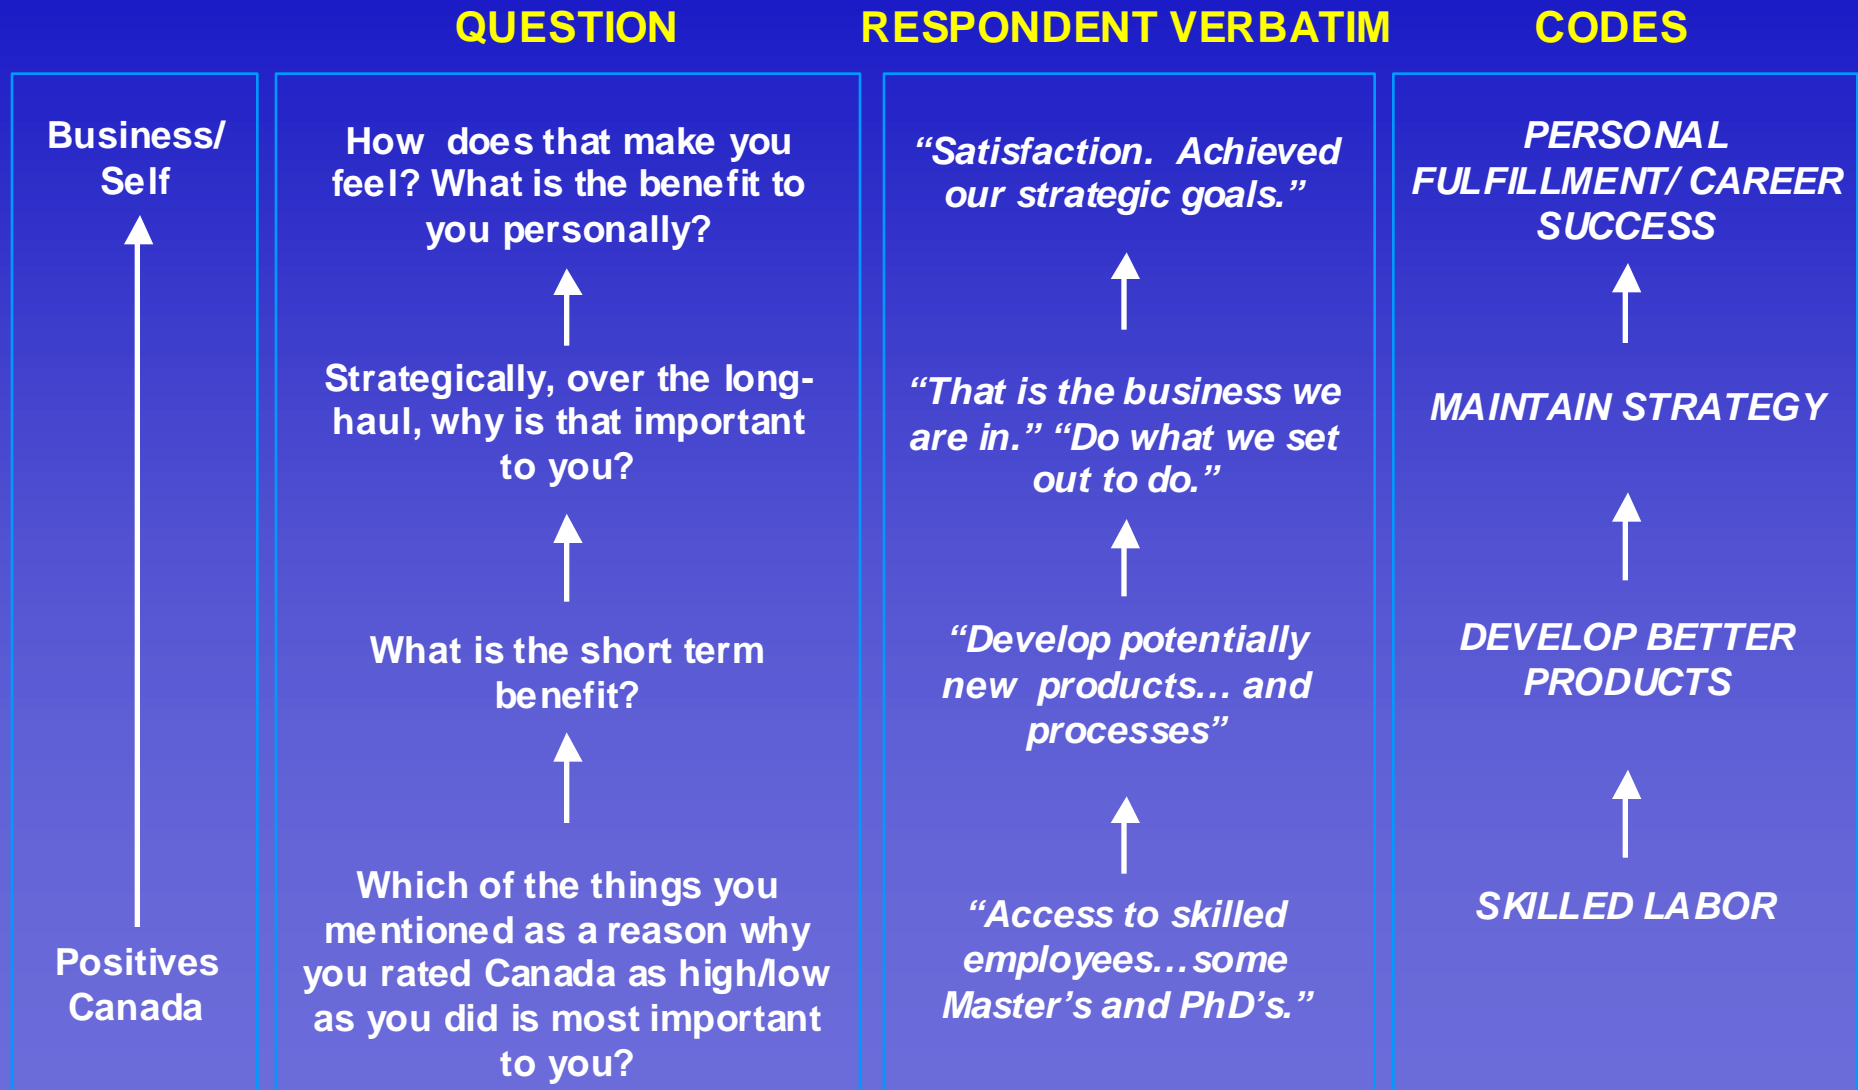 QUESTION
RESPONDENT VERBATIM
CODES
Business/
Self
Positives
Canada
How does that make you
feel? What is the benefit to
you personally?
Strategically, over the long-
haul, why is that important
to you?
What is the short term
benefit?
Which of the things you
mentioned as a reason why
you rated Canada as high/low
as you did is most important
to you?
“Satisfaction. Achieved
our strategic goals.”
“That is the business we
are in.” “Do what we set
out to do.”
“Develop potentially
new products… and
processes”
“Access to skilled
employees…some
Master’s and PhD’s.”
PERSONAL
FULFILLMENT/ CAREER
SUCCESS
MAINTAIN STRATEGY
DEVELOP BETTER
PRODUCTS
SKILLED LABOR